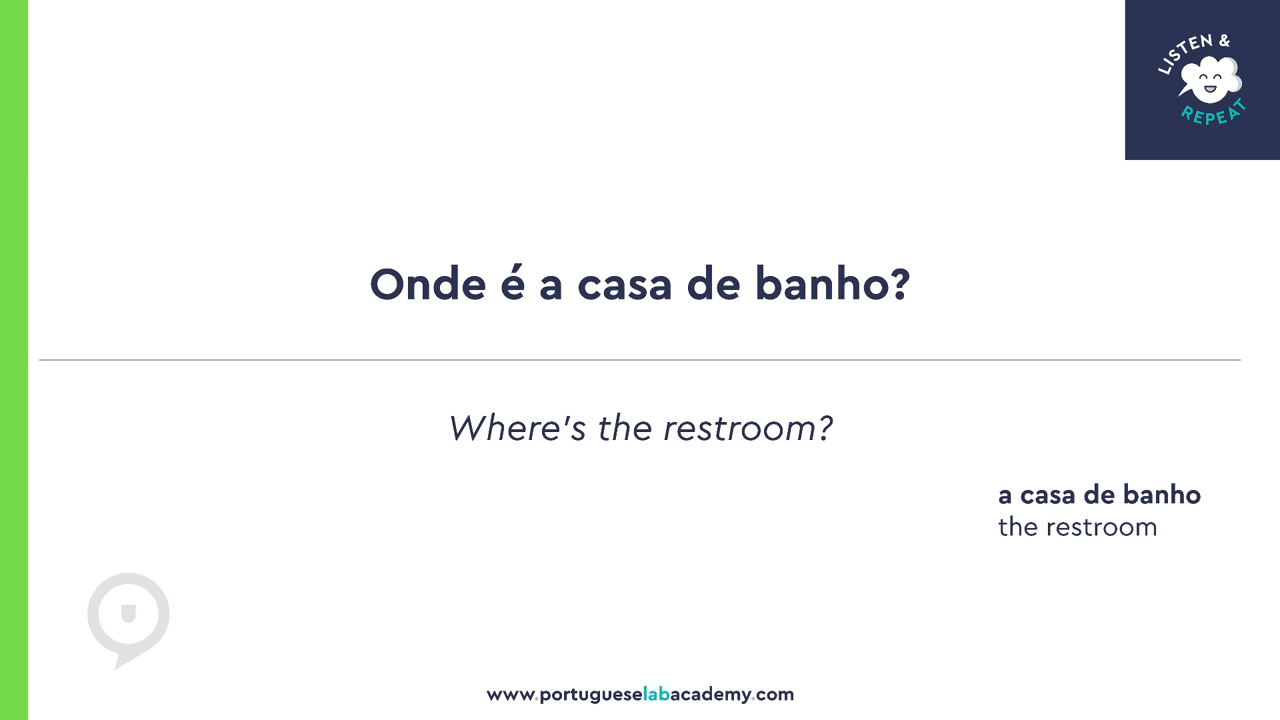 LISTEN &
REPEAT
Onde é a casa de banho?
Where's the restroom?
a casa de banho
the restroom
www.portugueselabacademy.com